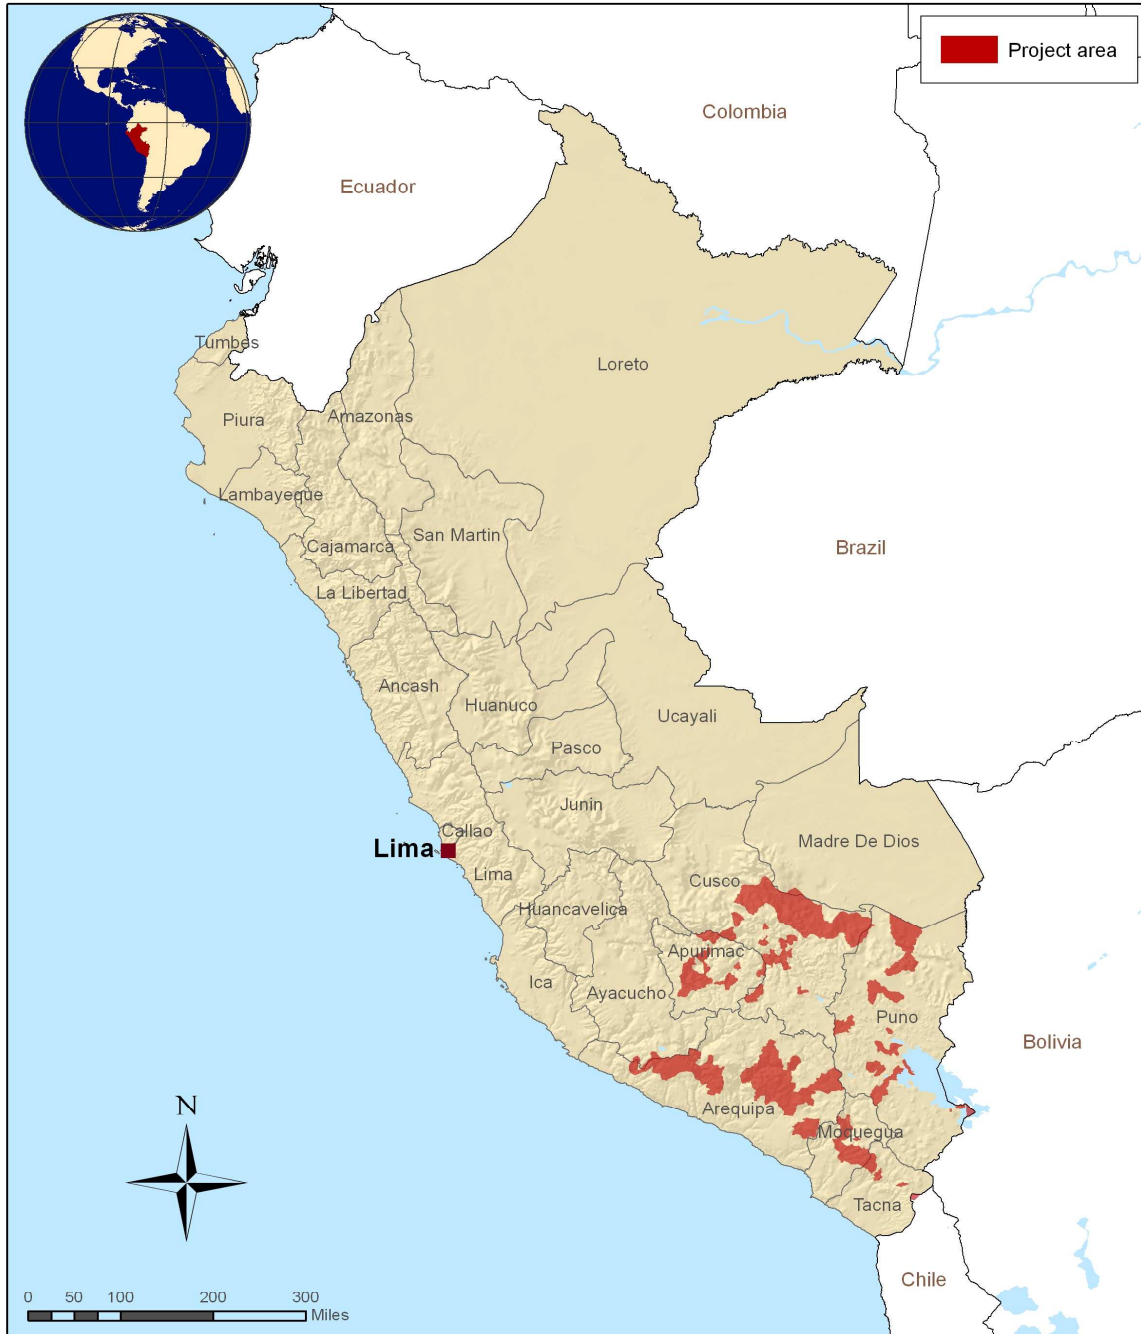 Project area
Colombia
Ecuador
Tumbes
Loreto
Piura
Amazonas
Lambayeque
San Martin
Cajamarca
Brazil
La Libertad
Ancash
Huanuco
Ucayali
Pasco
Junin
Callao
Madre De Dios
Lima
Lima
Cusco
Huancavelica
Apurimac
Ica
Ayacucho
Puno
Bolivia
Arequipa
Moquegua
N
Tacna
Chile
0 50 100 200 300
Miles